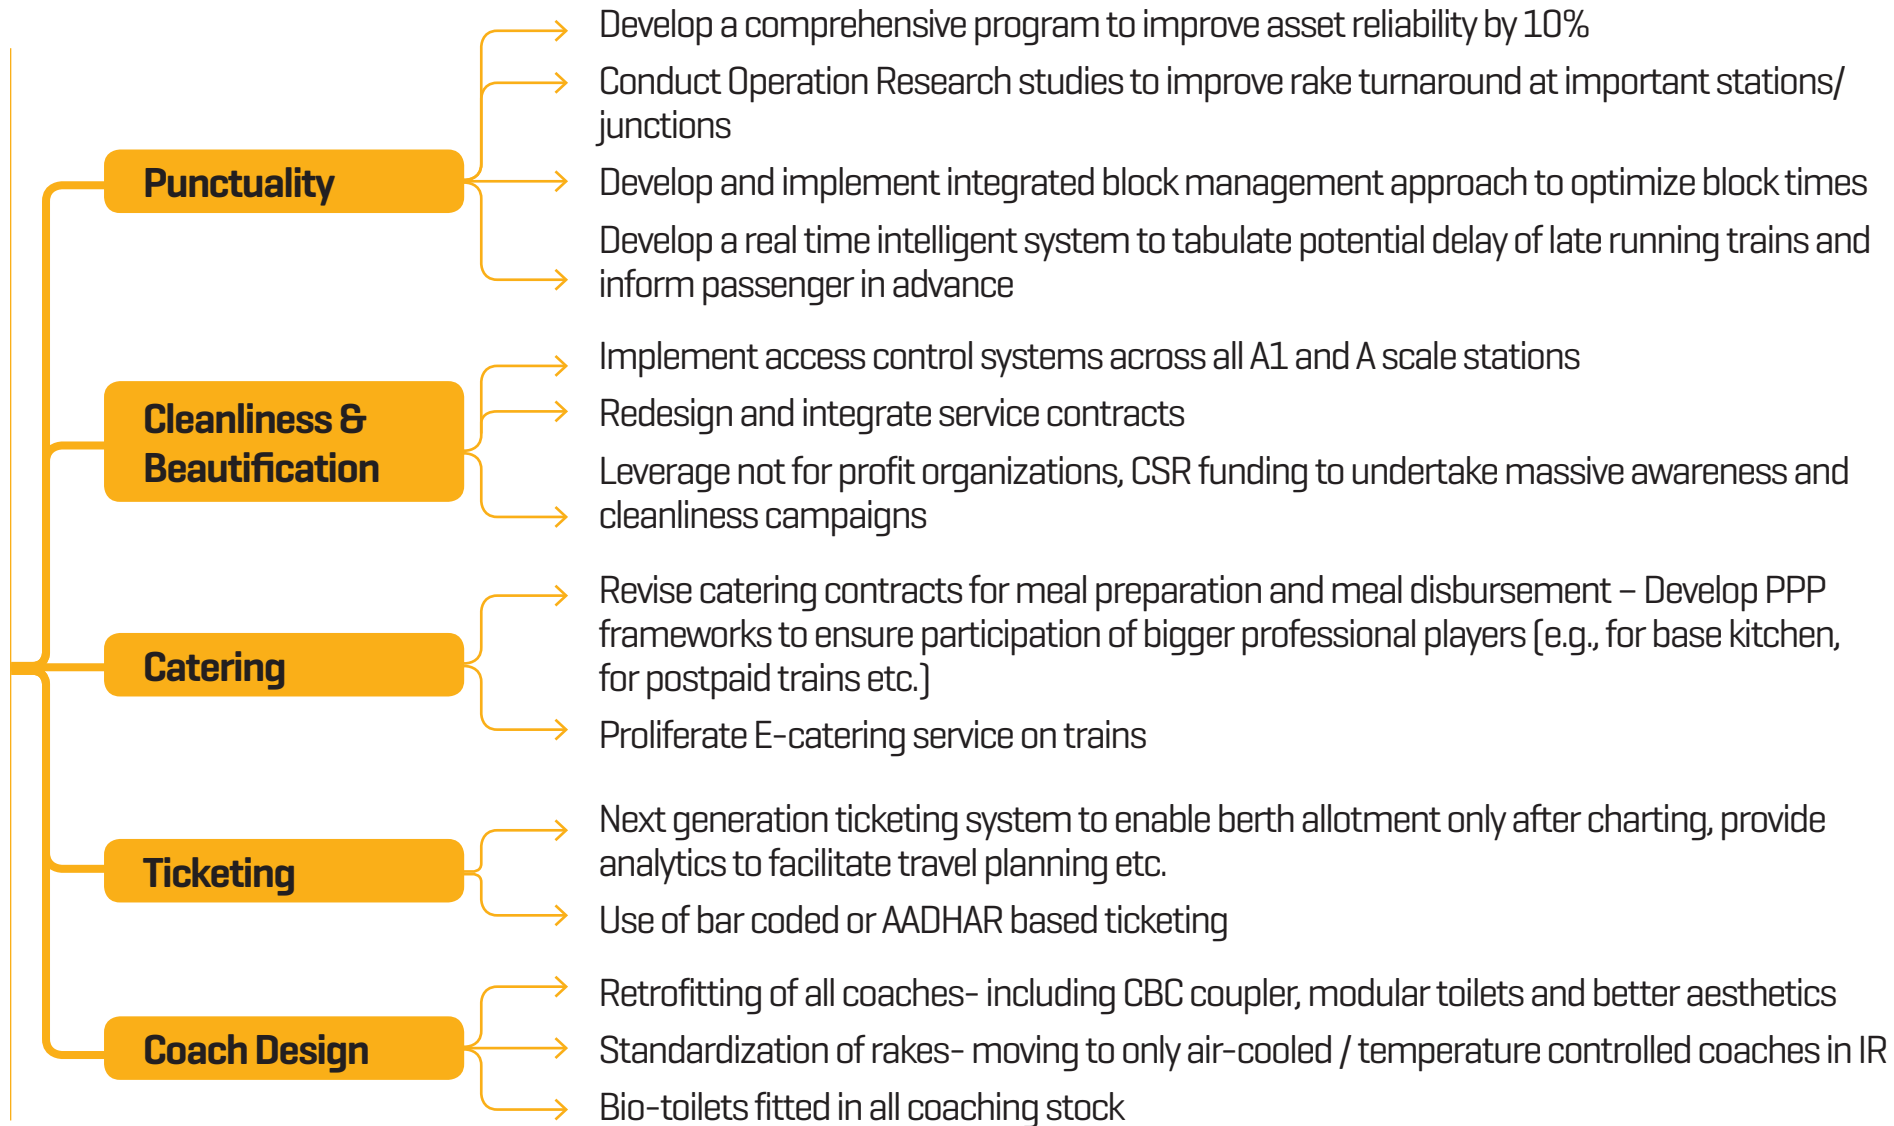 Punctuality
Develop a comprehensive program to improve asset reliability by 10%
Conduct Operation Research studies to improve rake turnaround at important stations/
junctions
Develop and implement integrated block management approach to optimize block times
Develop a real time intelligent system to tabulate potential delay of late running trains and
inform passenger in advance
Cleanliness &
Beautification
Implement access control systems across all A1 and A scale stations
Redesign and integrate service contracts
Leverage not for profit organizations, CSR funding to undertake massive awareness and
cleanliness campaigns
Catering
Revise catering contracts for meal preparation and meal disbursement – Develop PPP
frameworks to ensure participation of bigger professional players (e.g., for base kitchen,
for postpaid trains etc.)
Proliferate E-catering service on trains
Ticketing
Next generation ticketing system to enable berth allotment only after charting, provide
analytics to facilitate travel planning etc.
Use of bar coded or AADHAR based ticketing
Coach Design
Retrofitting of all coaches- including CBC coupler, modular toilets and better aesthetics
Standardization of rakes- moving to only air-cooled / temperature controlled coaches in IR
Bio-toilets fitted in all coaching stock